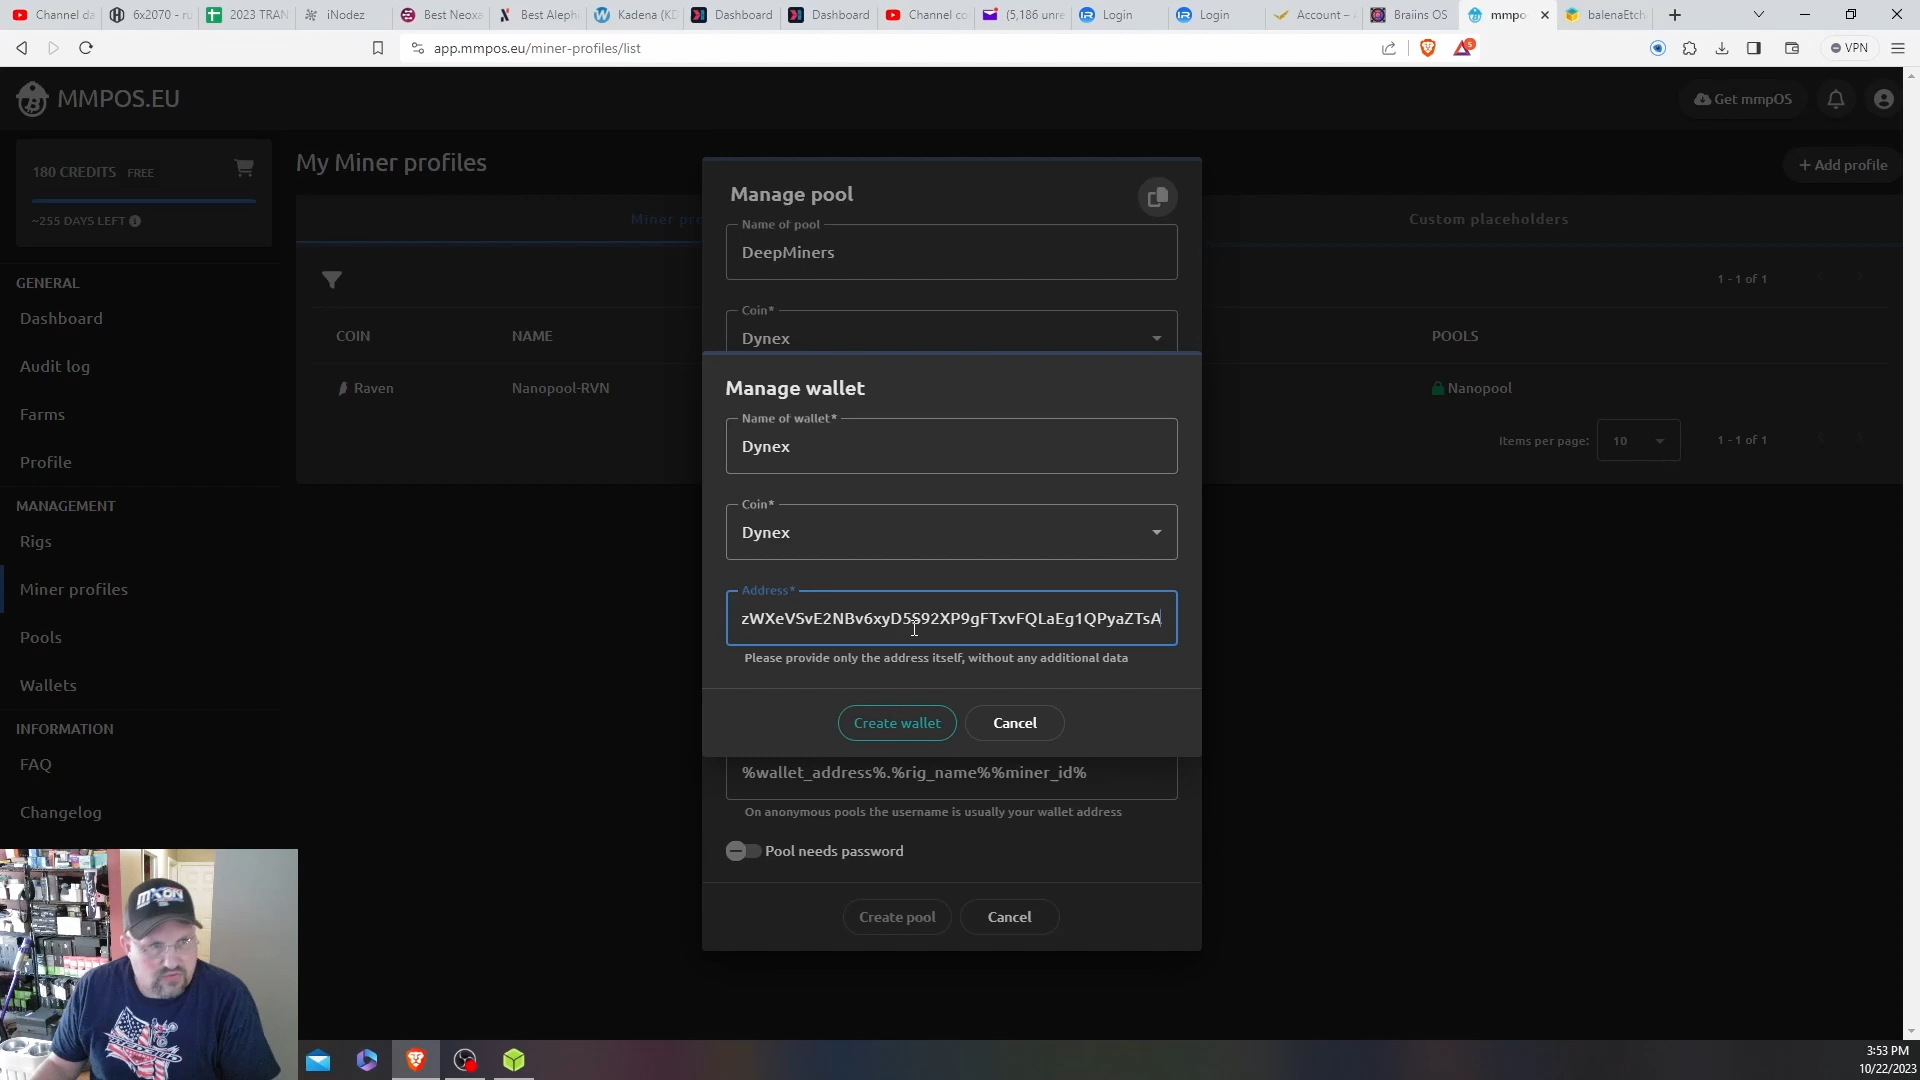 Channel da
6x2070 - ru
2023 TRAN
iNodez
Best Neoxa
Best Aleph
Kadena (KD
Dashboard
Dashboard
Channel co
(5,186 unre
Login
Login
Account –
Braiins OS
mmpo
balenaEtch
app.mmpos.eu/miner-profiles/list
5
VPN
MMPOS.EU
Get mmpOS
180 CREDITS FREE
~255 DAYS LEFT
My Miner profiles
+ Add profile
Miner pro
Custom placeholders
1 - 1 of 1
COIN
NAME
POOLS
Raven
Nanopool-RVN
Nanopool
Items per page:
10
1 - 1 of 1
GENERAL
Dashboard
Audit log
Farms
Profile
MANAGEMENT
Rigs
Miner profiles
Pools
Wallets
INFORMATION
FAQ
Changelog
Manage pool
Name of pool
DeepMiners
Coin*
Dynex
Manage wallet
Name of wallet*
Dynex
Coin*
Dynex
Address*
zWXeVSvE2NBv6xyD5S92XP9gFTxvFQLaEg1QPyaZTsA
Please provide only the address itself, without any additional data
Create wallet
Cancel
%wallet_address%.%rig_name%%miner_id%
On anonymous pools the username is usually your wallet address
Pool needs password
Create pool
Cancel
3:53 PM
10/22/2023